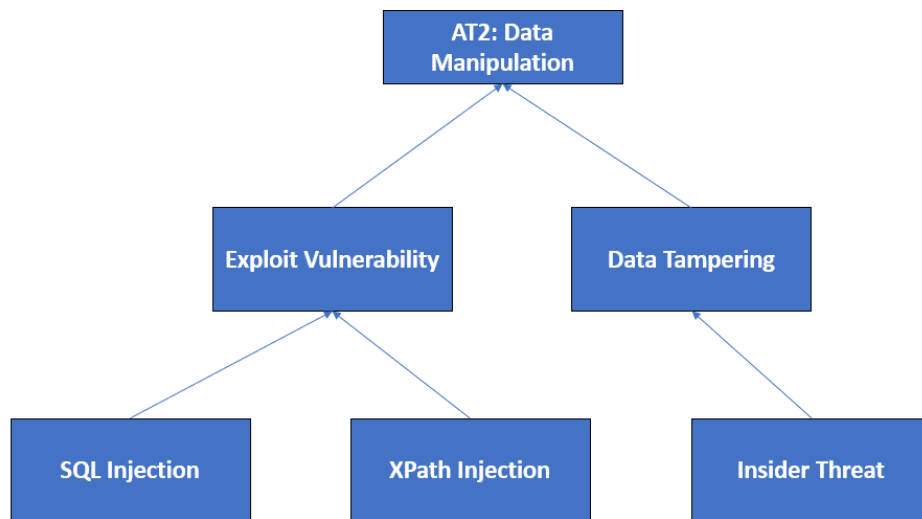 AT2: Data
Manipulation
Exploit Vulnerability
Data Tampering
SQL Injection
XPath Injection
Insider Threat